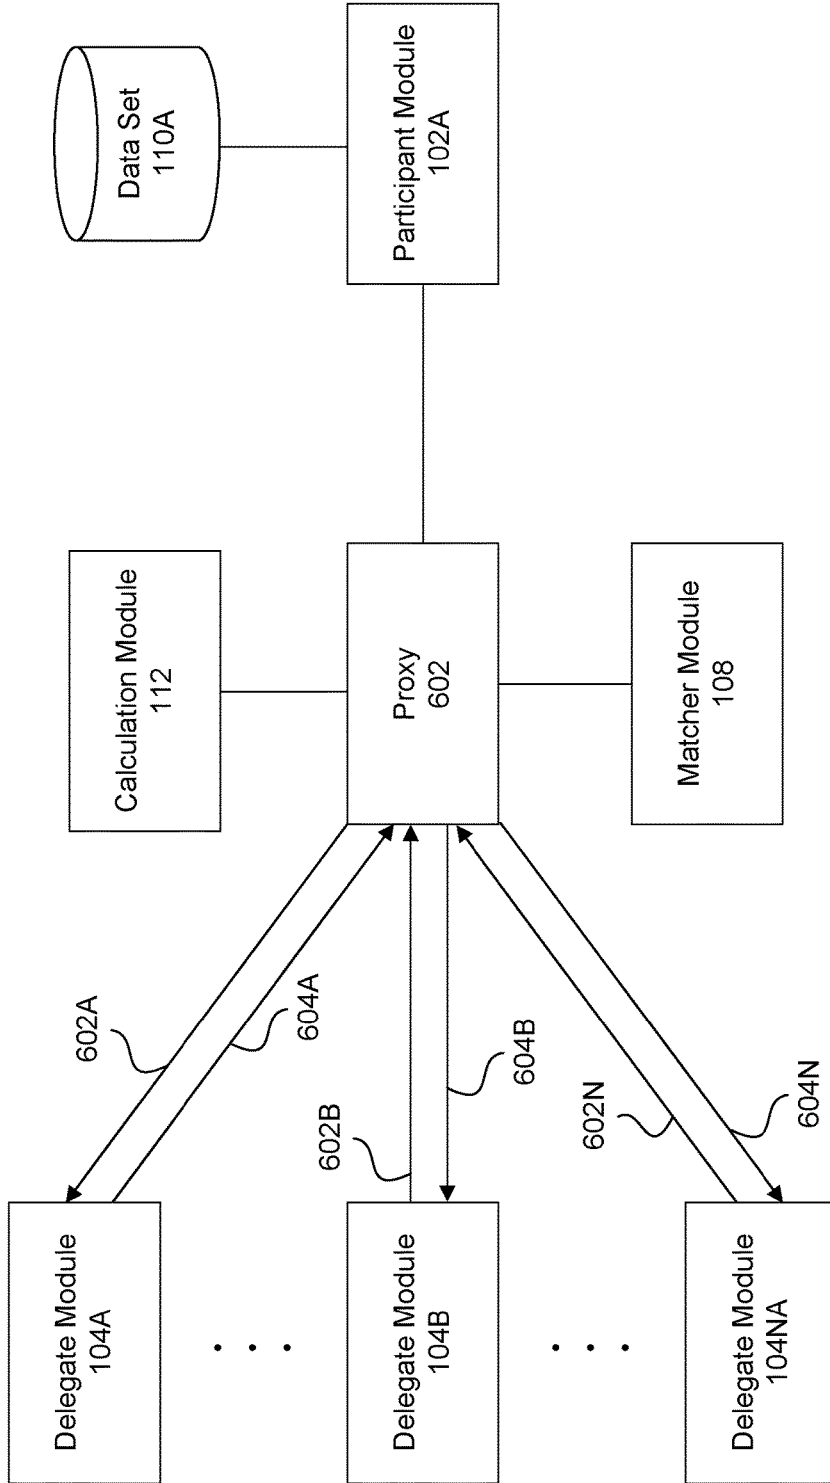 Delegate Module
104A
Delegate Module
104B
Delegate Module
104NA
602A
604A
602B
604B
602N
604N
Calculation Module
112
Proxy
602
Matcher Module
108
Data Set
110A
Participant Module
102A